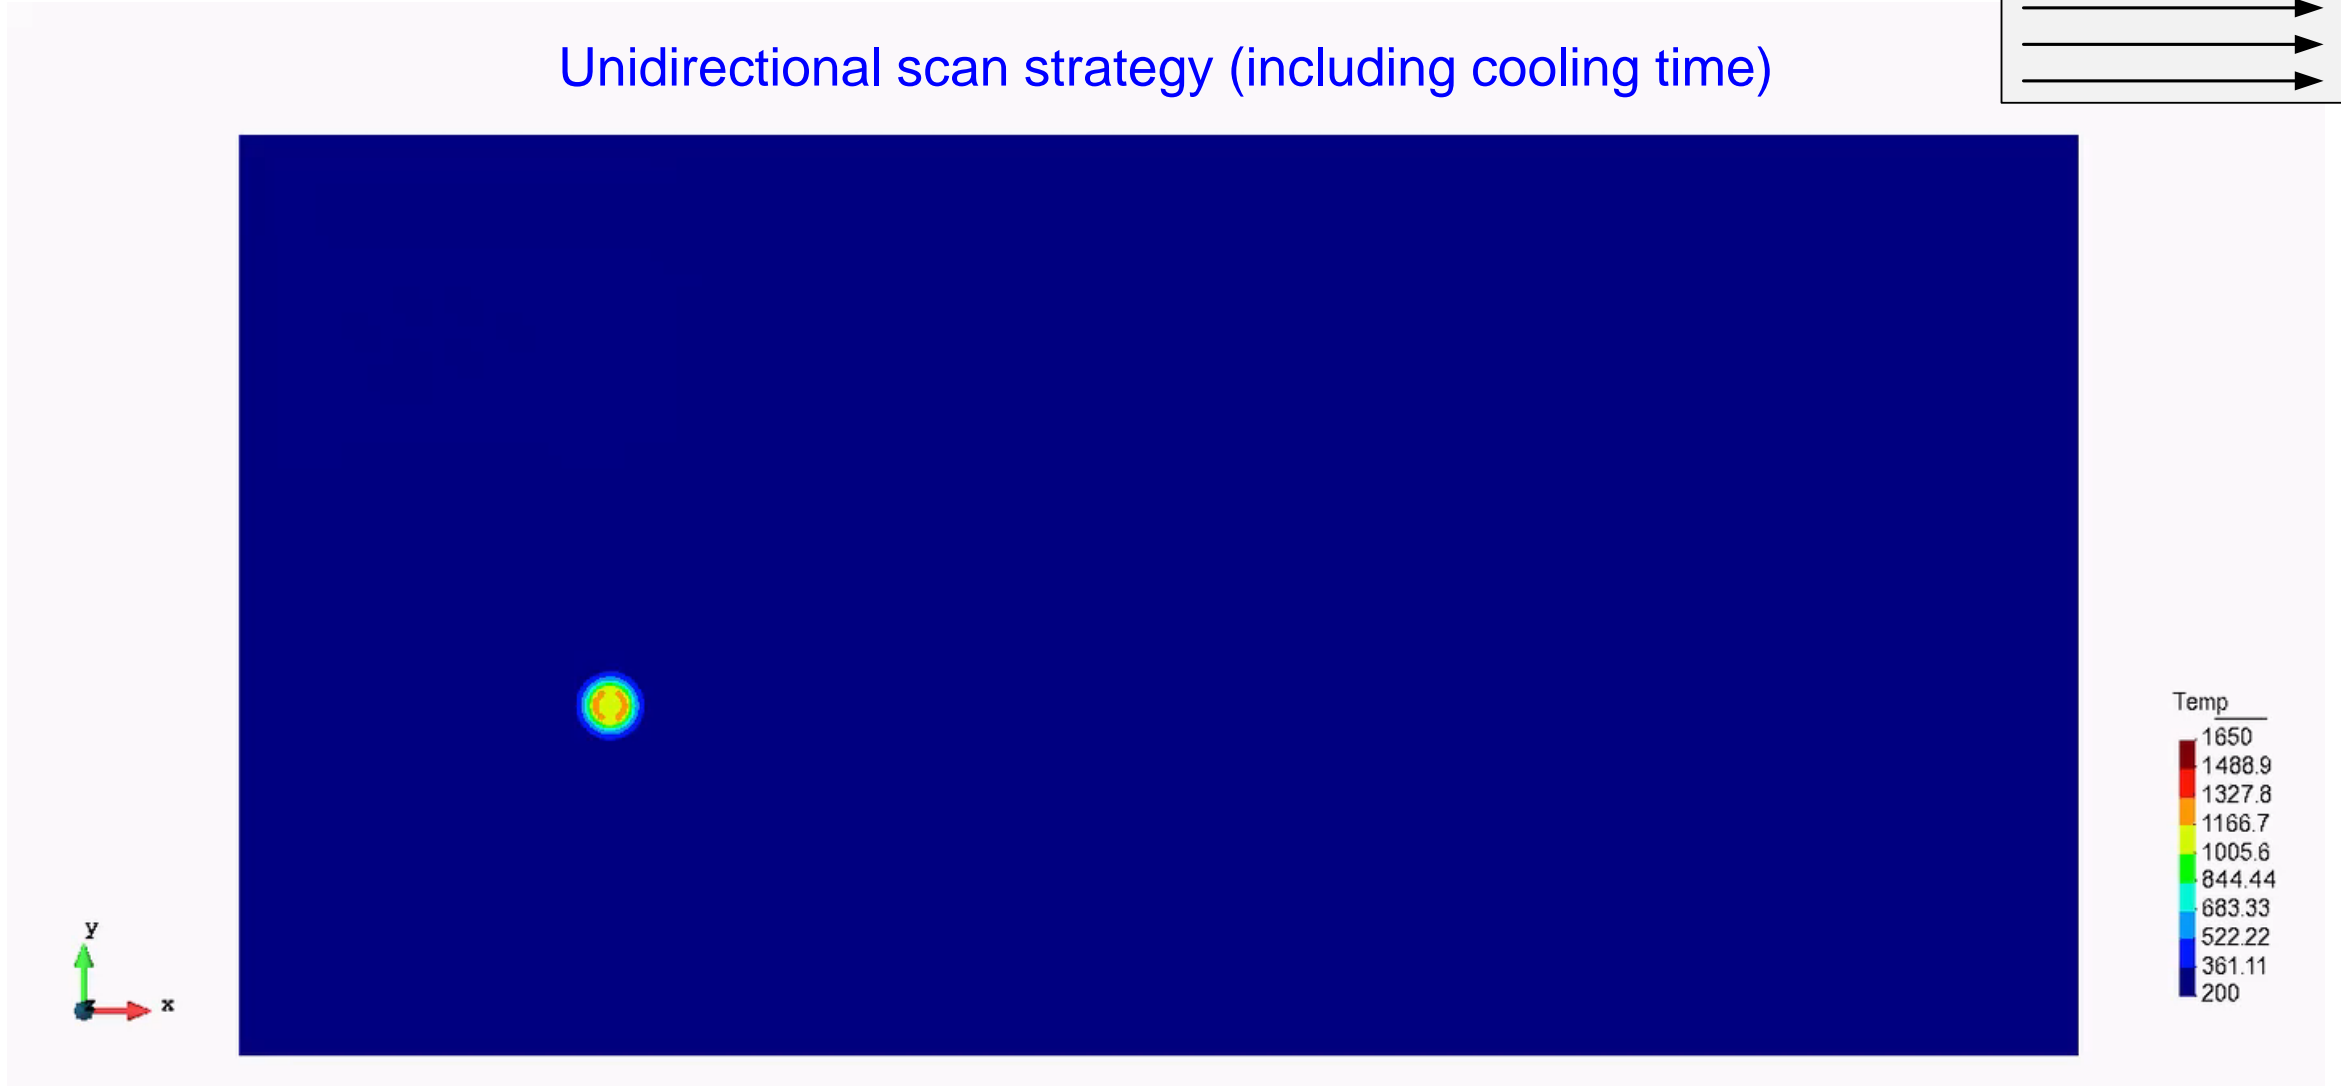 Unidirectional scan strategy (including cooling time)
Temp
1650
1488.9
1327.8
1166.7
1005.6
844.44
683.33
522.22
361.11
200
y
x